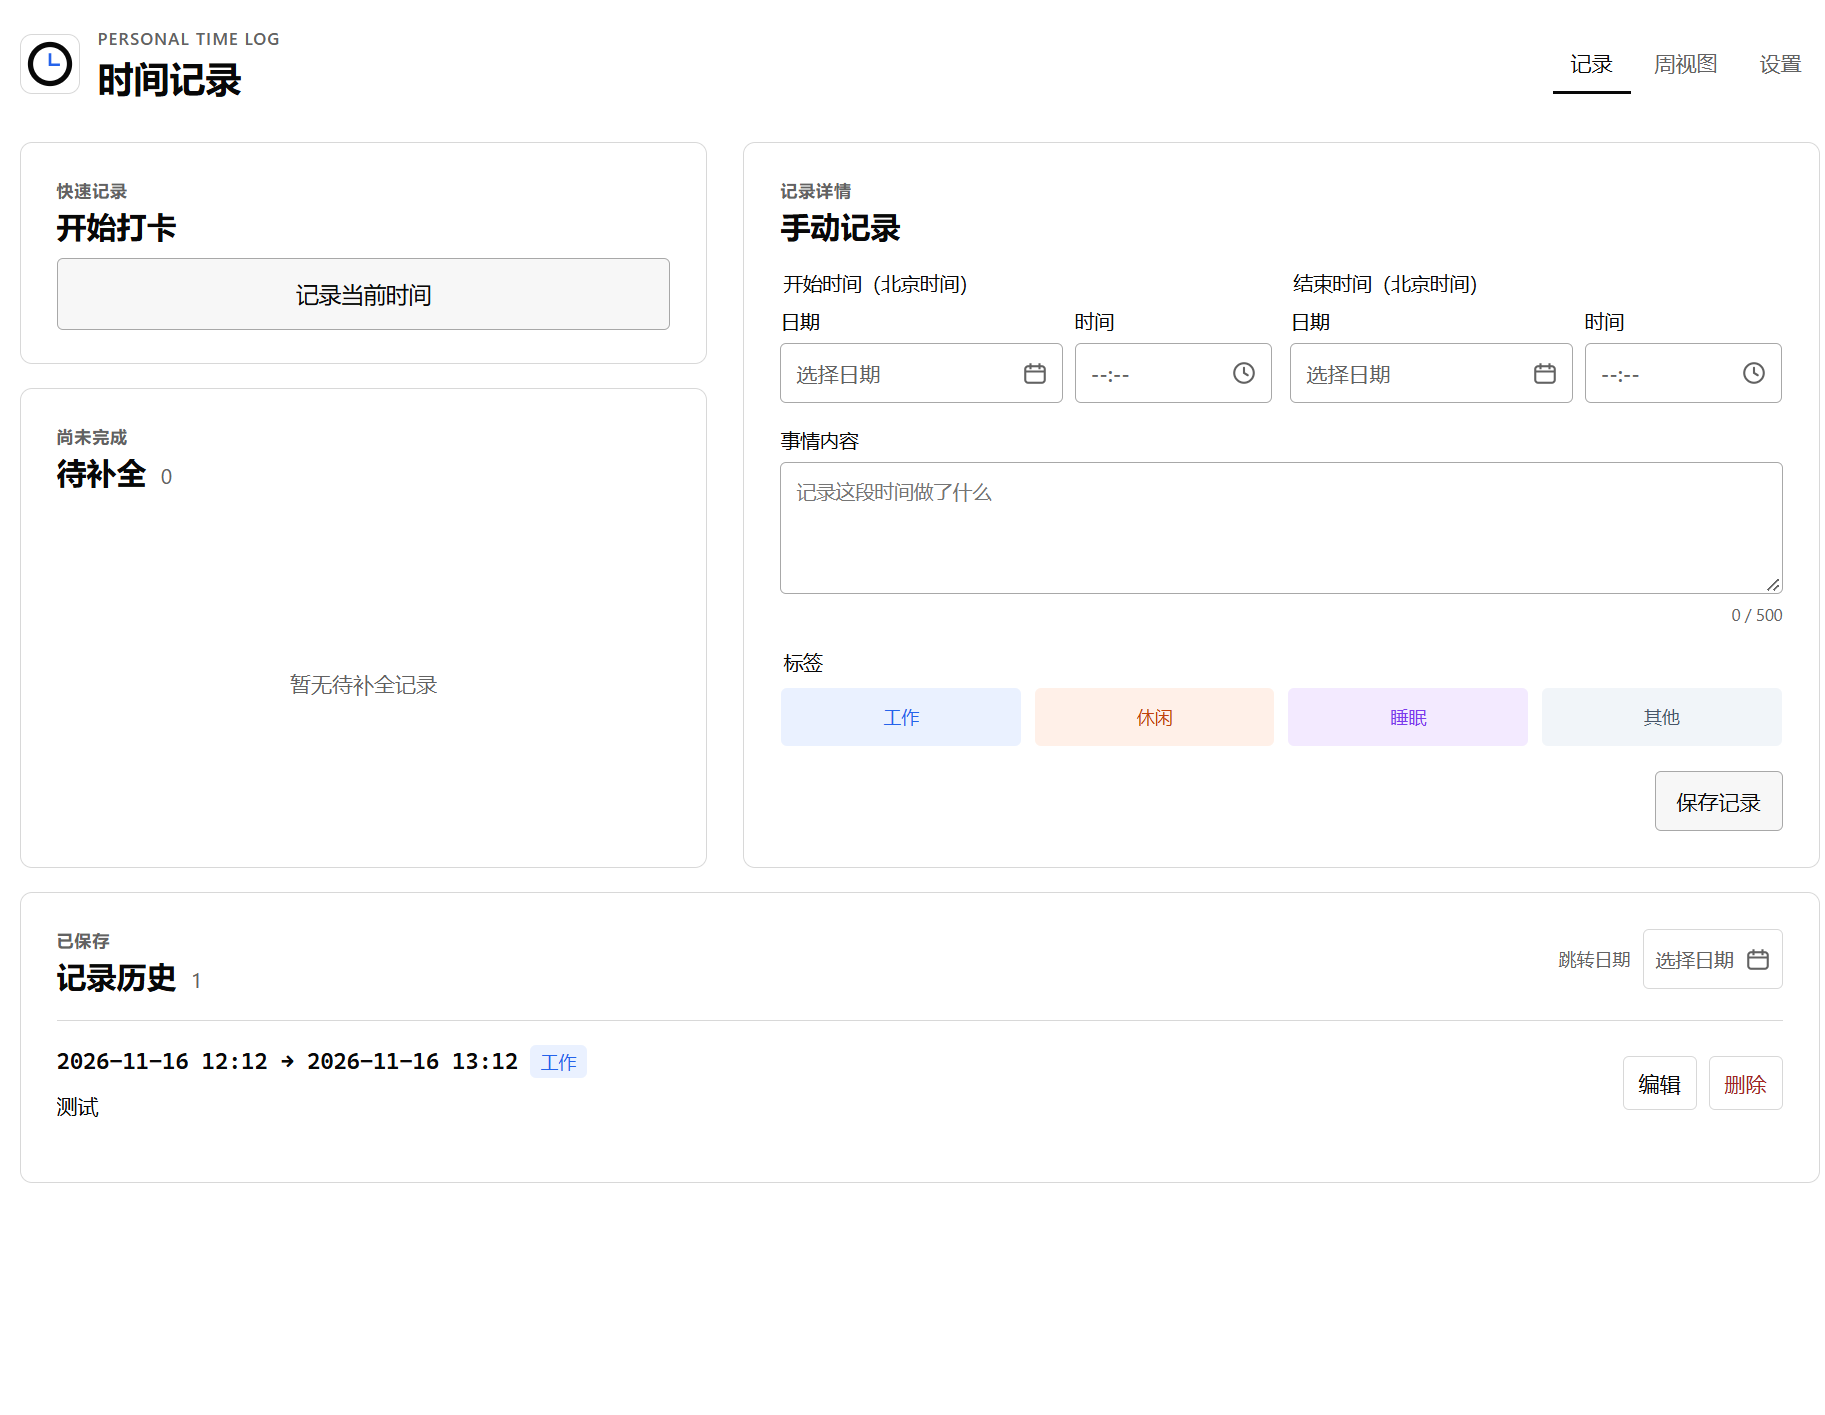 PERSONAL TIME LOG
时间记录
记录
周视图
设置
快速记录
开始打卡
记录当前时间
尚未完成
待补全 0
暂无待补全记录
记录详情
手动记录
开始时间（北京时间）
日期
时间
选择日期
--:--
结束时间（北京时间）
日期
时间
选择日期
--:--
事情内容
记录这段时间做了什么
0 / 500
标签
工作
休闲
睡眠
其他
保存记录
已保存
记录历史 1
跳转日期
选择日期
2026-11-16 12:12 → 2026-11-16 13:12 工作
测试
编辑
删除